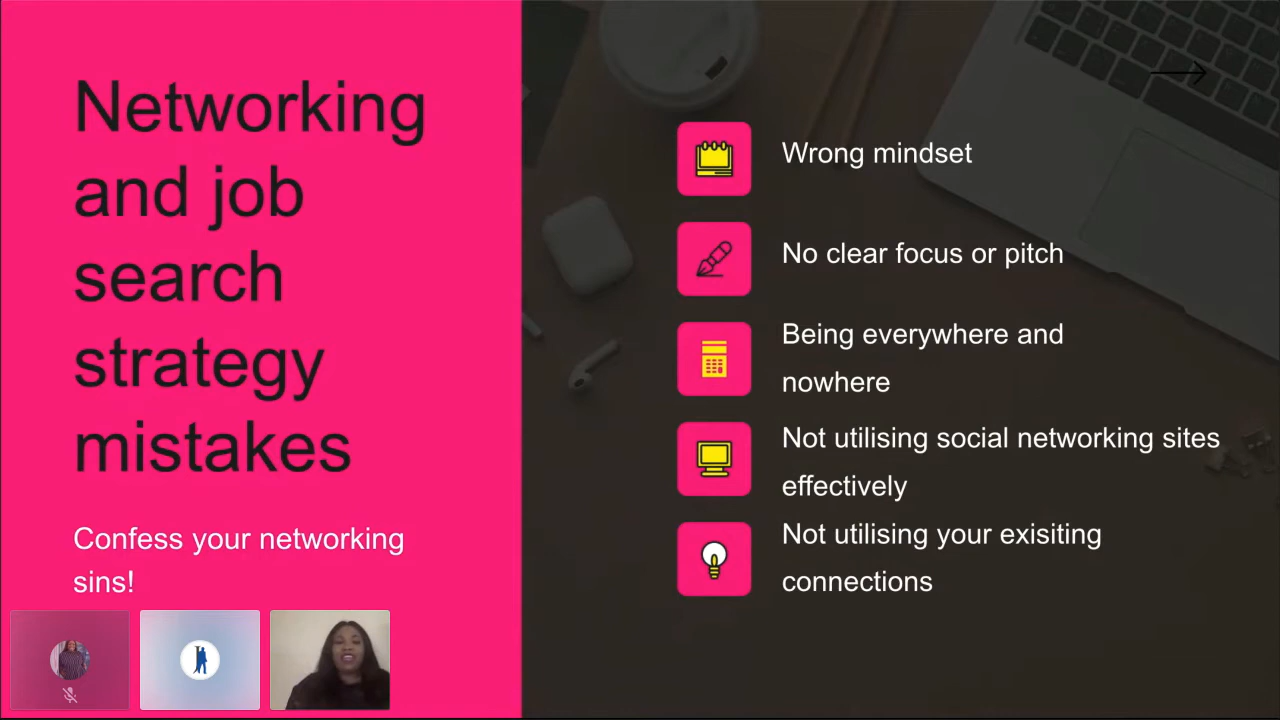 Networking
and job
search
strategy
mistakes
Confess your networking
sins!
Wrong mindset
No clear focus or pitch
Being everywhere and
nowhere
Not utilising social networking sites
effectively
Not utilising your exisiting
connections